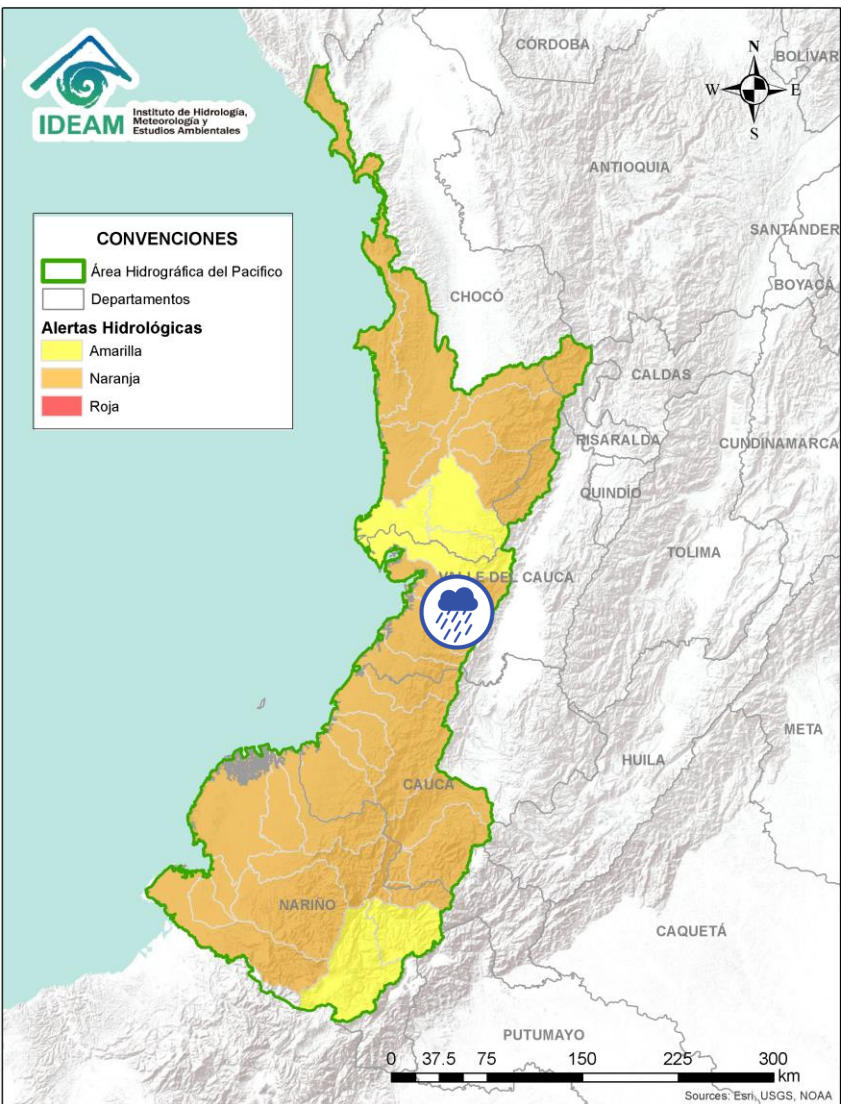 IDEAM
Instituto de Hidrología,
Meteorología y
Estudios Ambientales
CÓRDOBA
BOLÍVAR
N
W
E
S
ANTIOQUIA
SANTANDER
BOYACÁ
CONVENCIONES
Área Hidrográfica del Pacifico
Departamentos
Alertas Hidrológicas
Amarilla
Naranja
Roja
CHOCÓ
CALDAS
RISARALDA
CUNDINAMARCA
QUINDÍO
TOLIMA
VALLE DEL CAUCA
META
HUILA
CAUCA
NARIÑO
CAQUETÁ
PUTUMAYO
0 37.5 75 150 225 300
km
Sources: Esri, USGS, NOAA